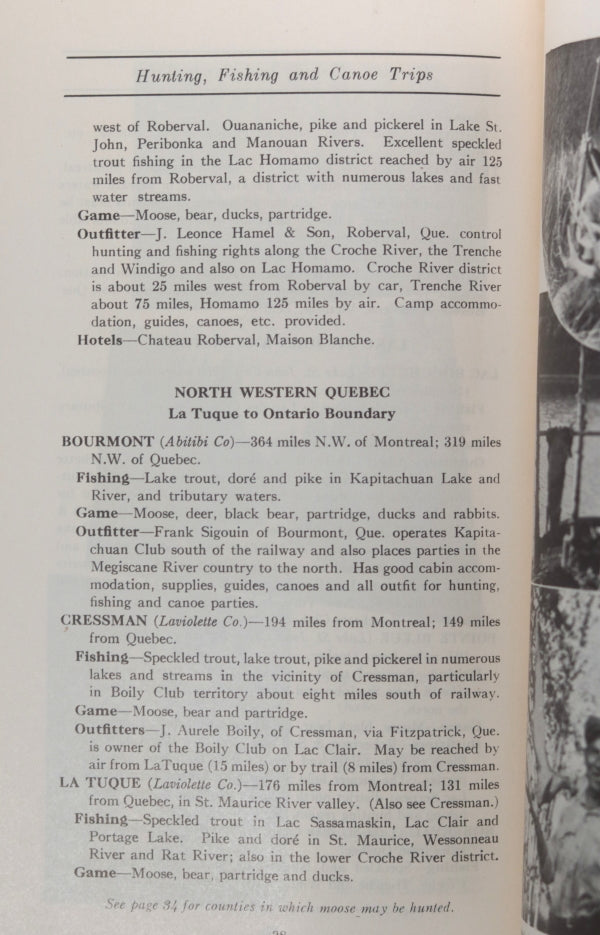 Hunting, Fishing and Canoe Trips
west of Roberval. Ouananiche, pike and pickerel in Lake St.
John, Peribonka and Manouan Rivers. Excellent speckled
trout fishing in the Lac Homamo district reached by air 125
miles from Roberval, a district with numerous lakes and fast
water streams.
Game—Moose, bear, ducks, partridge.
Outfitter—J. Leonce Hamel & Son, Roberval, Que. control
hunting and fishing rights along the Croche River, the Trenche
and Windigo and also on Lac Homamo. Croche River district
is about 25 miles west from Roberval by car, Trenche River
about 75 miles, Homamo 125 miles by air. Camp accommo-
dation, guides, canoes, etc. provided.
Hotels—Chateau Roberval, Maison Blanche.
NORTH WESTERN QUEBEC
La Tuque to Ontario Boundary
BOURMONT (Abitibi Co)—364 miles N.W. of Montreal; 319 miles
N.W. of Quebec.
Fishing—Lake trout, doré and pike in Kapitachuan Lake and
River, and tributary waters.
Game—Moose, deer, black bear, partridge, ducks and rabbits.
Outfitter—Frank Sigouin of Bourmont, Que. operates Kapita-
chuan Club south of the railway and also places parties in the
Megiscane River country to the north. Has good cabin accom-
modation, supplies, guides, canoes and all outfit for hunting,
fishing and canoe parties.
CRESSMAN (Laviolette Co.)—194 miles from Montreal; 149 miles
from Quebec.
Fishing—Speckled trout, lake trout, pike and pickerel in numerous
lakes and streams in the vicinity of Cressman, particularly
in Boily Club territory about eight miles south of railway.
Game—Moose, bear and partridge.
Outfitters—J. Aurele Boily, of Cressman, via Fitzpatrick, Que.
is owner of the Boily Club on Lac Clair. May be reached by
air from LaTuque (15 miles) or by trail (8 miles) from Cressman.
LA TUQUE (Laviolette Co.)—176 miles from Montreal; 131 miles
from Quebec, in St. Maurice River valley. (Also see Cressman.)
Fishing—Speckled trout in Lac Sassamaskin, Lac Clair and
Portage Lake. Pike and doré in St. Maurice, Wessonneau
River and Rat River; also in the lower Croche River district.
Game—Moose, bear, partridge and ducks.
See page 34 for counties in which moose may be hunted.